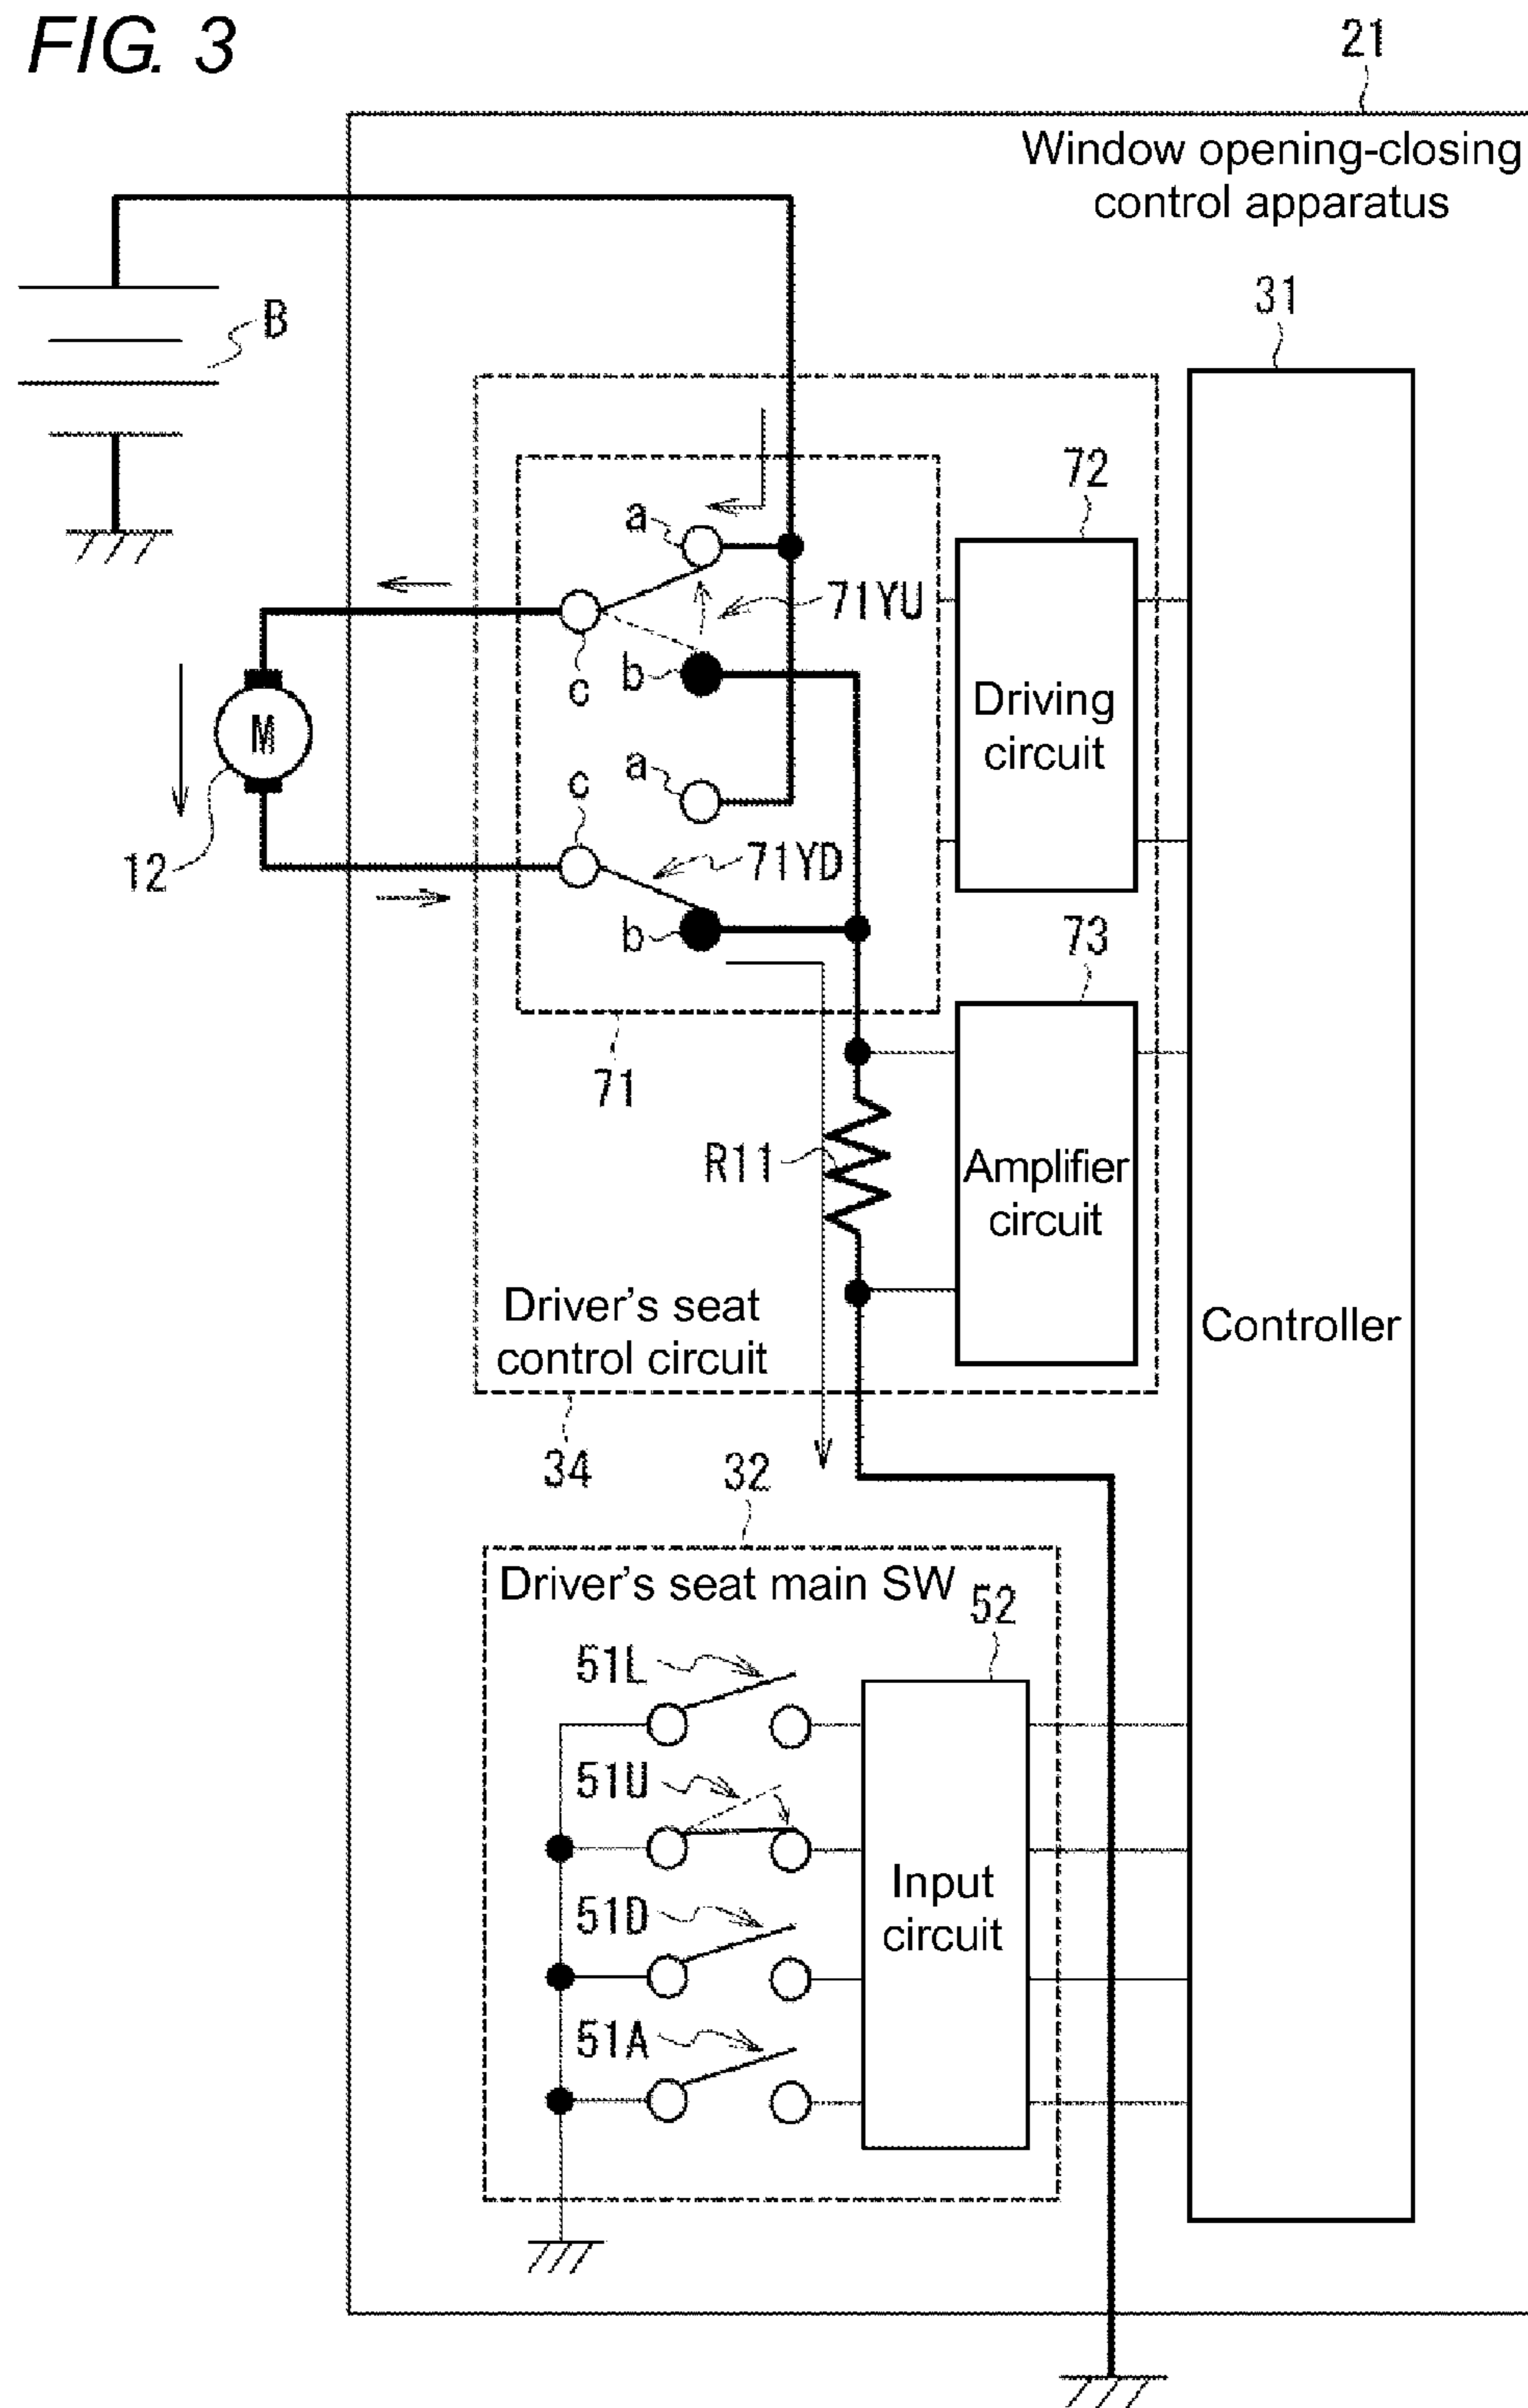 FIG. 3
21
Window opening-closing
control apparatus
B
31
72
a
71YU
c
b
Driving
circuit
M
a
c
12
71YD
b
73
71
R11
Amplifier
circuit
Driver's seat
control circuit
Controller
34
32
Driver's seat main SW
52
51L
51U
Input
circuit
51D
51A